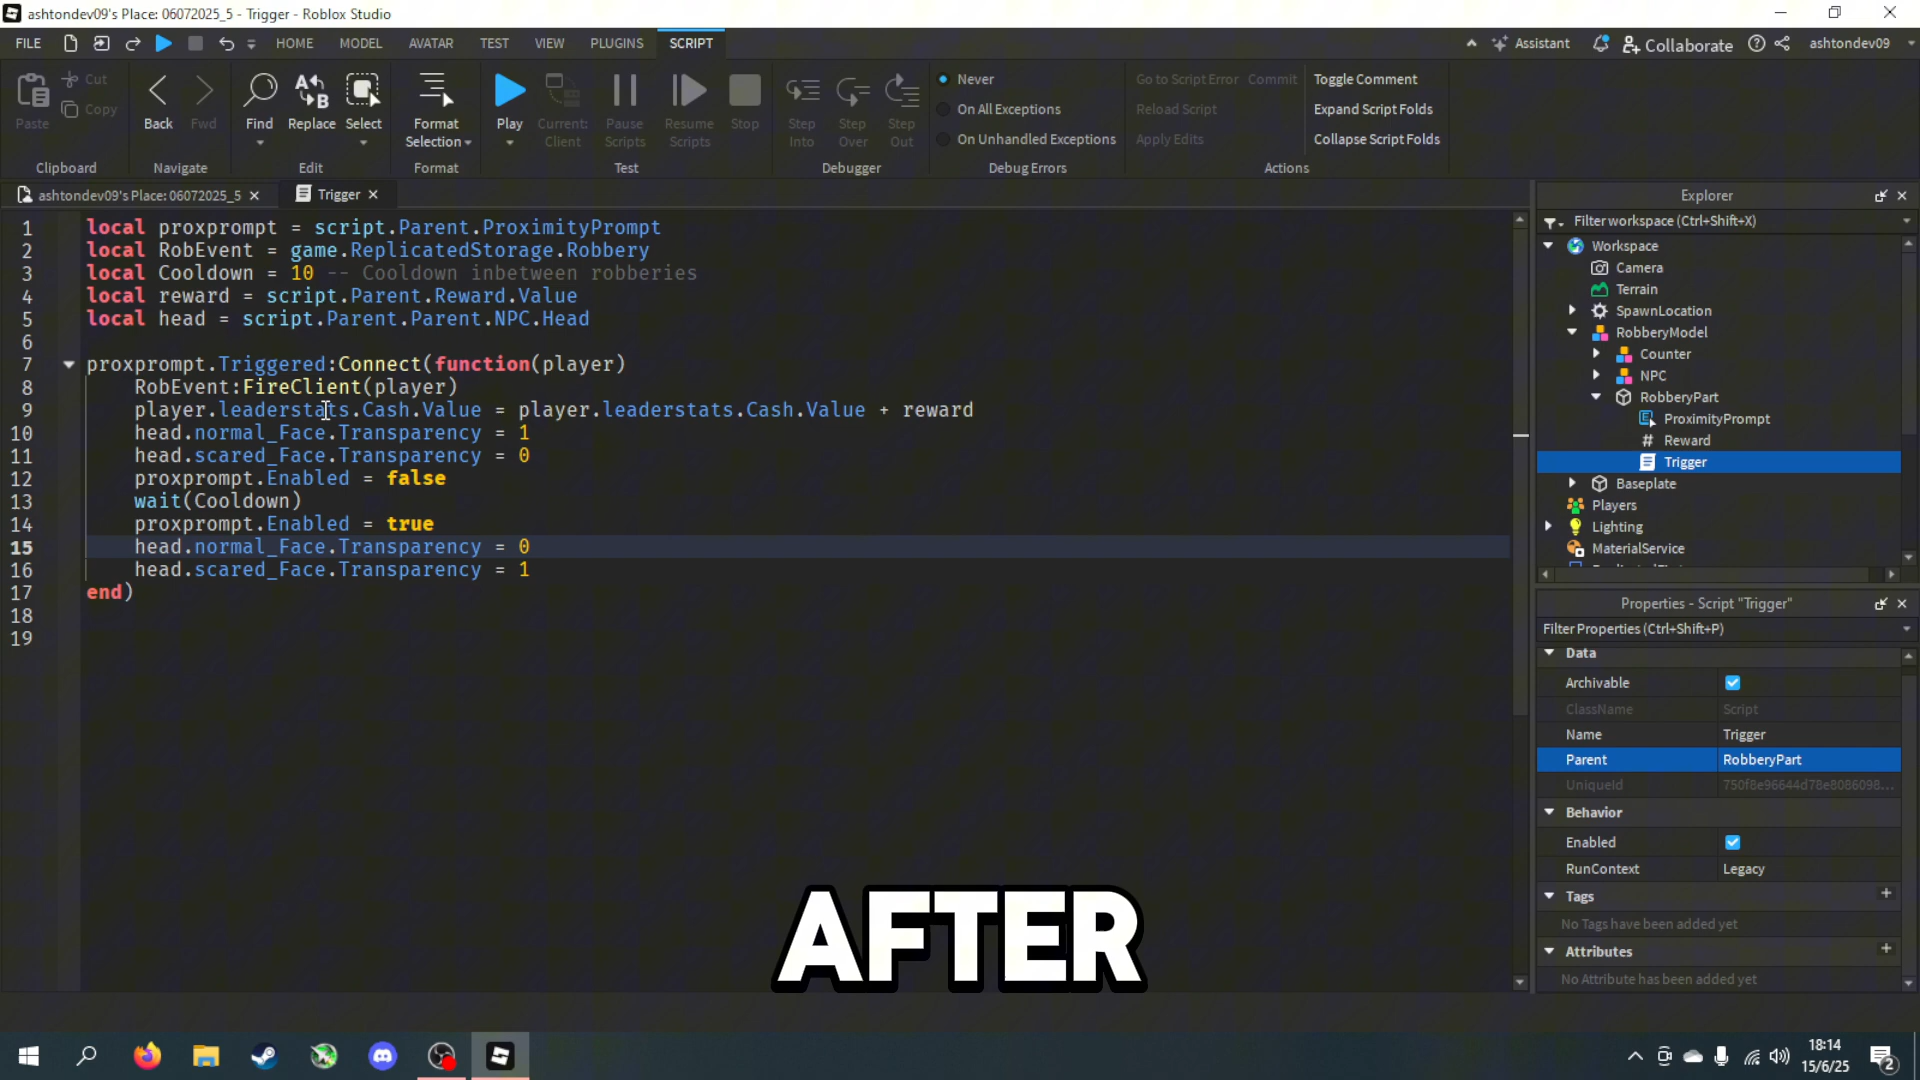 ashtondev09's Place: 06072025_5 - Trigger - Roblox Studio
FILE HOME MODEL AVATAR TEST VIEW PLUGINS SCRIPT Assistant Collaborate ashtondev09
Paste Cut Copy
Back Fwd
Find Replace Select
Format Selection
Play Current: Client Pause Scripts Resume Scripts Stop
Step Into Step Over Step Out
Never
On All Exceptions
On Unhandled Exceptions
Go to Script Error Commit
Reload Script
Apply Edits
Toggle Comment
Expand Script Folds
Collapse Script Folds
Clipboard Navigate Edit Format Test Debugger Debug Errors Actions
ashtondev09's Place: 06072025_5 Trigger
1 local proxprompt = script.Parent.ProximityPrompt
2 local RobEvent = game.ReplicatedStorage.Robbery
3 local Cooldown = 10 -- Cooldown inbetween robberies
4 local reward = script.Parent.Reward.Value
5 local head = script.Parent.Parent.NPC.Head
6
7 proxprompt.Triggered:Connect(function(player)
8 RobEvent:FireClient(player)
9 player.leaderstats.Cash.Value = player.leaderstats.Cash.Value + reward
10 head.normal_Face.Transparency = 1
11 head.scared_Face.Transparency = 0
12 proxprompt.Enabled = false
13 wait(Cooldown)
14 proxprompt.Enabled = true
15 head.normal_Face.Transparency = 0
16 head.scared_Face.Transparency = 1
17 end)
18
19
Explorer
Filter workspace (Ctrl+Shift+X)
Workspace
Camera
Terrain
SpawnLocation
RobberyModel
Counter
NPC
RobberyPart
ProximityPrompt
Reward
Trigger
Baseplate
Players
Lighting
MaterialService
Properties - Script "Trigger"
Filter Properties (Ctrl+Shift+P)
Data
Archivable
ClassName Script
Name Trigger
Parent RobberyPart
UniqueId 750f8e96644d78e8086098...
Behavior
Enabled
RunContext Legacy
Tags
No Tags have been added yet
Attributes
No Attribute has been added yet
AFTER
18:14
15/6/25
2